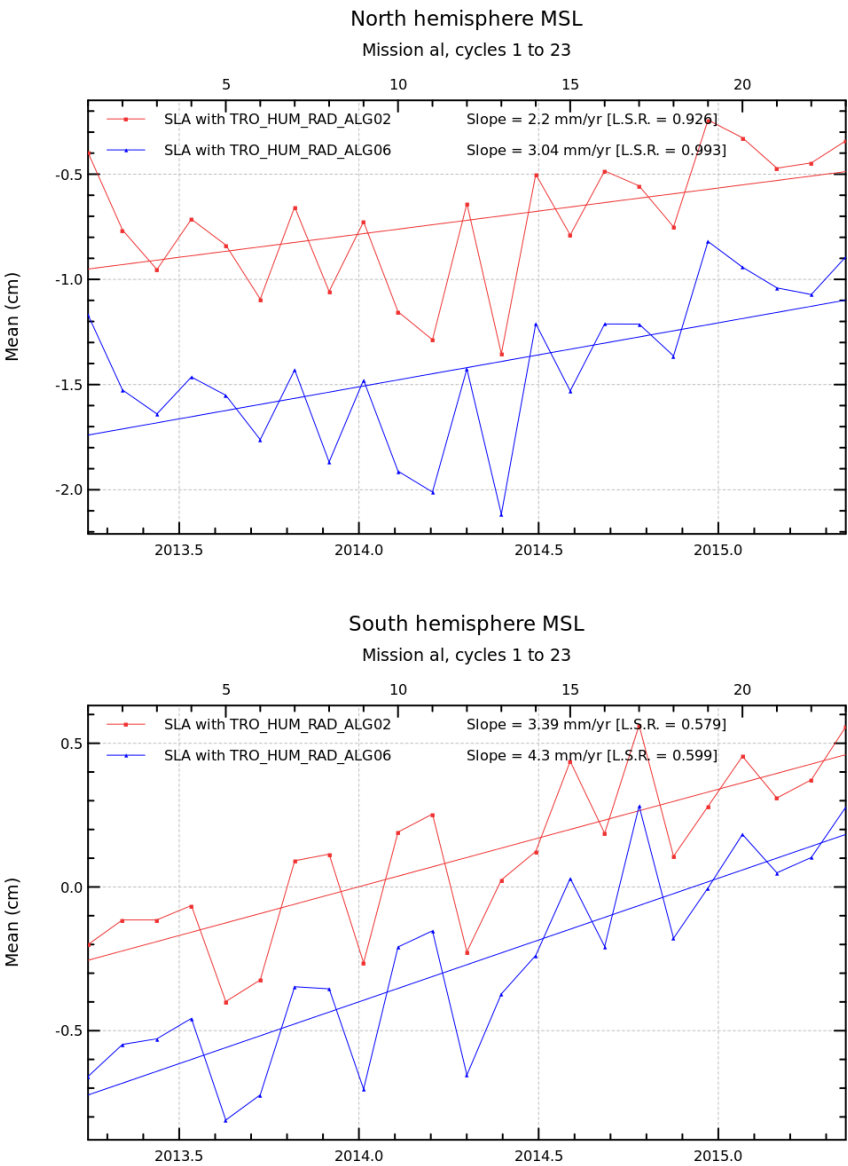 North hemisphere MSL
Mission al, cycles 1 to 23
5 10 15 20
SLA with TRO_HUM_RAD_ALG02 Slope = 2.2 mm/yr [L.S.R. = 0.926]
SLA with TRO_HUM_RAD_ALG06 Slope = 3.04 mm/yr [L.S.R. = 0.993]
-0.5
-1.0
Mean (cm)
-1.5
-2.0
2013.5 2014.0 2014.5 2015.0
South hemisphere MSL
Mission al, cycles 1 to 23
5 10 15 20
SLA with TRO_HUM_RAD_ALG02 Slope = 3.39 mm/yr [L.S.R. = 0.579]
0.5
SLA with TRO_HUM_RAD_ALG06 Slope = 4.3 mm/yr [L.S.R. = 0.599]
0.0
Mean (cm)
-0.5
2013.5 2014.0 2014.5 2015.0